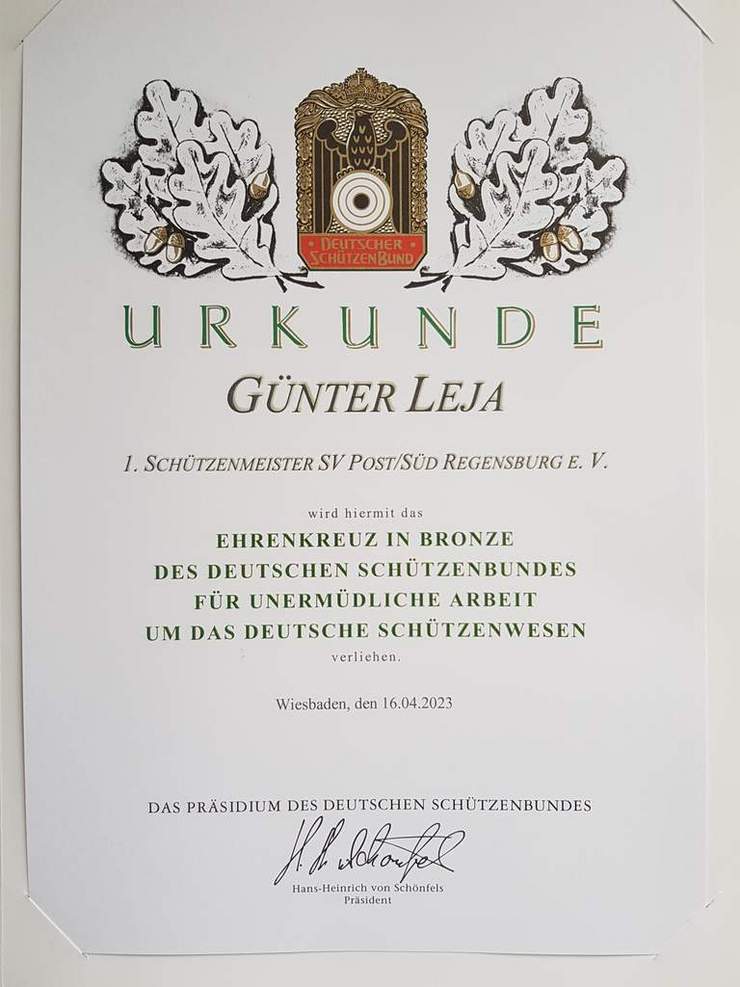 DEUTSCHER
SCHÜTZENBUND
URKUNDE
GÜNTER LEJA
1. SCHÜTZENMEISTER SV POST/SÜD REGENSBURG E. V.
wird hiermit das
EHRENKREUZ IN BRONZE
DES DEUTSCHEN SCHÜTZENBUNDES
FÜR UNERMÜDLICHE ARBEIT
UM DAS DEUTSCHE SCHÜTZENWESEN
verliehen.
Wiesbaden, den 16.04.2023
DAS PRÄSIDIUM DES DEUTSCHEN SCHÜTZENBUNDES
Hans-Heinrich von Schönfels
Präsident